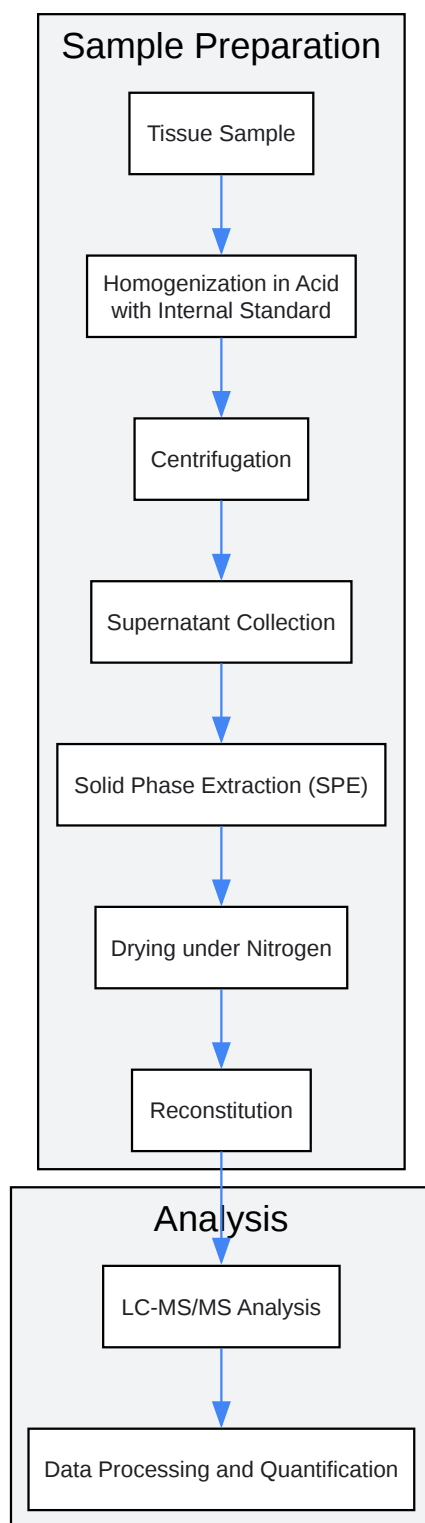 Sample Preparation
Tissue Sample
Homogenization in Acid
with Internal Standard
Centrifugation
Supernatant Collection
Solid Phase Extraction (SPE)
Drying under Nitrogen
Reconstitution
Analysis
LC-MS/MS Analysis
Data Processing and Quantification